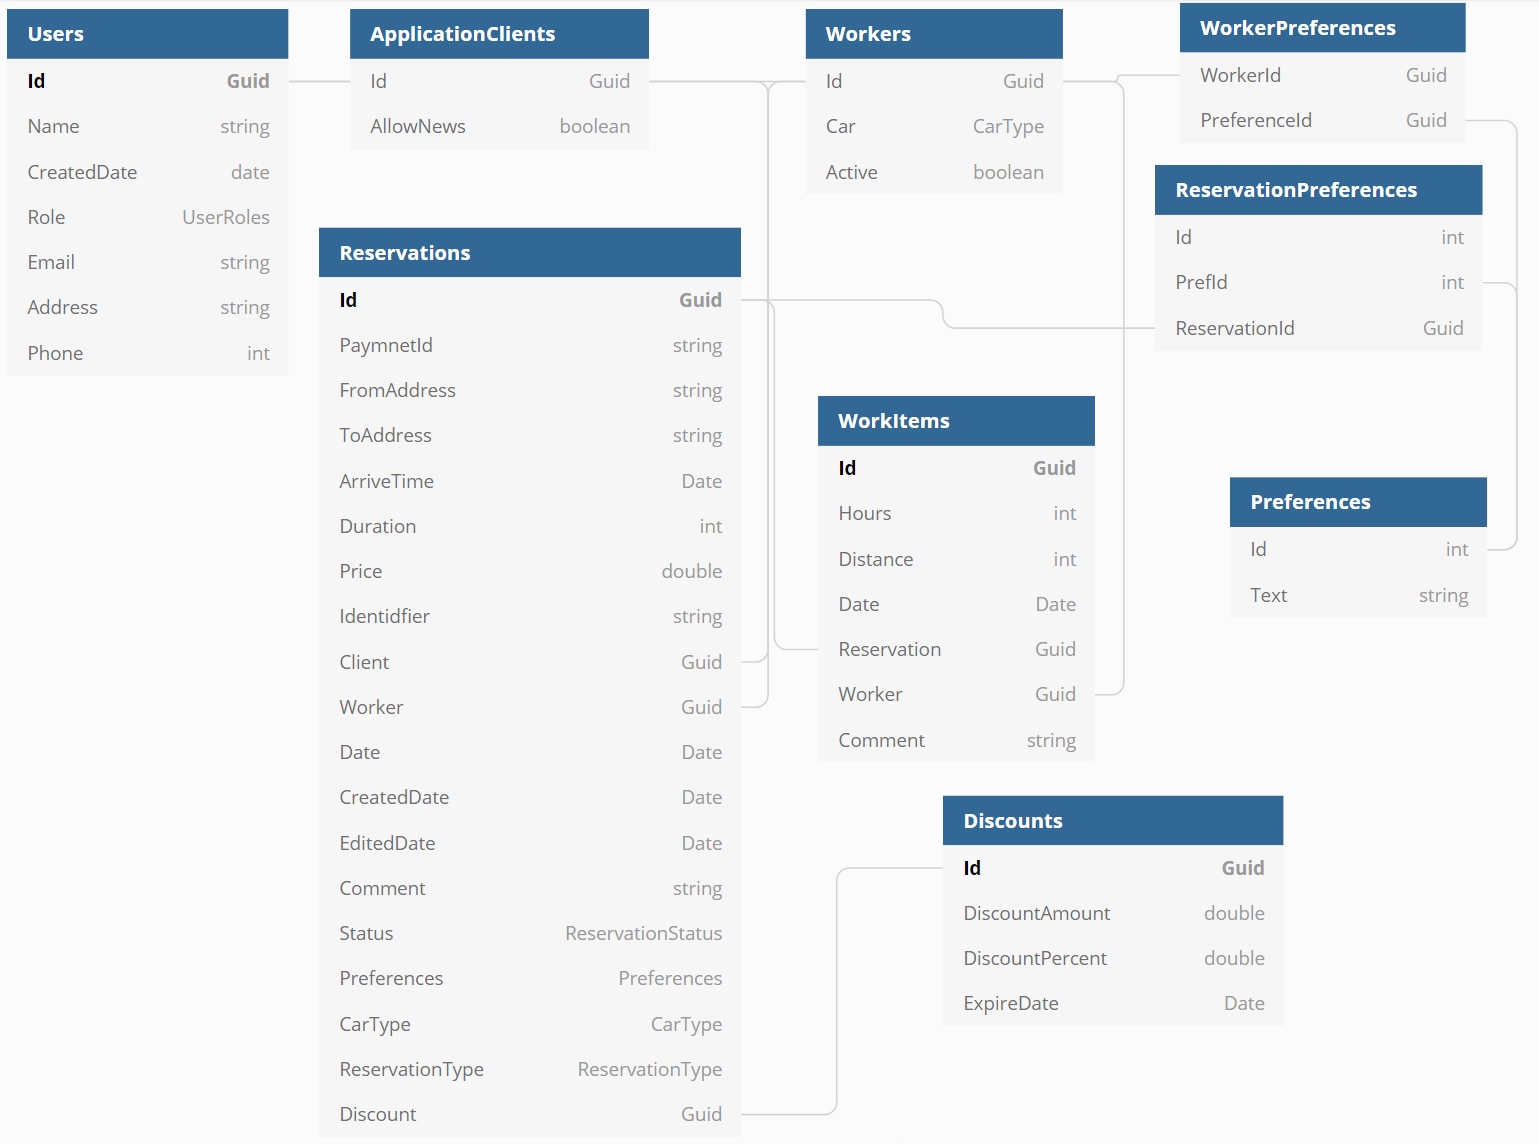 Users
Id Guid
Name string
CreatedDate date
Role UserRoles
Email string
Address string
Phone int
ApplicationClients
Id Guid
AllowNews boolean
Workers
Id Guid
Car CarType
Active boolean
WorkerPreferences
WorkerId Guid
PreferenceId Guid
ReservationPreferences
Id int
PrefId int
ReservationId Guid
Reservations
Id Guid
PaymnetId string
FromAddress string
ToAddress string
ArriveTime Date
Duration int
Price double
Identidfier string
Client Guid
Worker Guid
Date Date
CreatedDate Date
EditedDate Date
Comment string
Status ReservationStatus
Preferences Preferences
CarType CarType
ReservationType ReservationType
Discount Guid
WorkItems
Id Guid
Hours int
Distance int
Date Date
Reservation Guid
Worker Guid
Comment string
Preferences
Id int
Text string
Discounts
Id Guid
DiscountAmount double
DiscountPercent double
ExpireDate Date